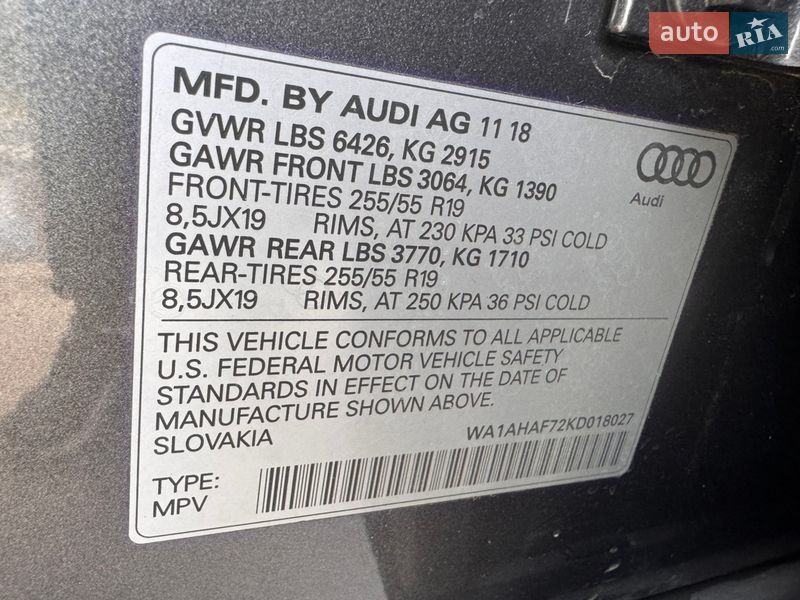 auto RIA
.com
MFD. BY AUDI AG 11 18
GVWR LBS 6426, KG 2915
GAWR FRONT LBS 3064, KG 1390
FRONT-TIRES 255/55 R19
8,5JX19 RIMS, AT 230 KPA 33 PSI COLD
GAWR REAR LBS 3770, KG 1710
REAR-TIRES 255/55 R19
8,5JX19 RIMS, AT 250 KPA 36 PSI COLD
Audi
THIS VEHICLE CONFORMS TO ALL APPLICABLE
U.S. FEDERAL MOTOR VEHICLE SAFETY
STANDARDS IN EFFECT ON THE DATE OF
MANUFACTURE SHOWN ABOVE.
SLOVAKIA WA1AHAF72KD018027
TYPE:
MPV